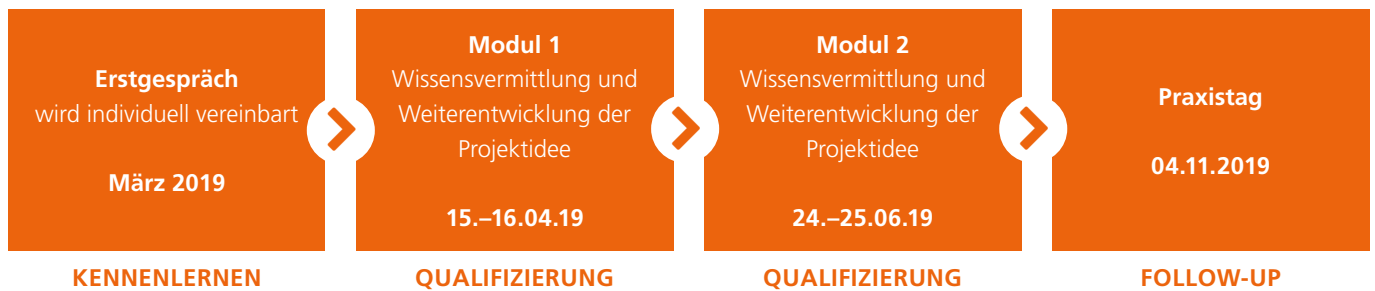 Erstgespräch
wird individuell vereinbart
März 2019
KENNENLERNEN
Modul 1
Wissensvermittlung und
Weiterentwicklung der
Projektidee
15.–16.04.19
QUALIFIZIERUNG
Modul 2
Wissensvermittlung und
Weiterentwicklung der
Projektidee
24.–25.06.19
QUALIFIZIERUNG
Praxistag
04.11.2019
FOLLOW-UP